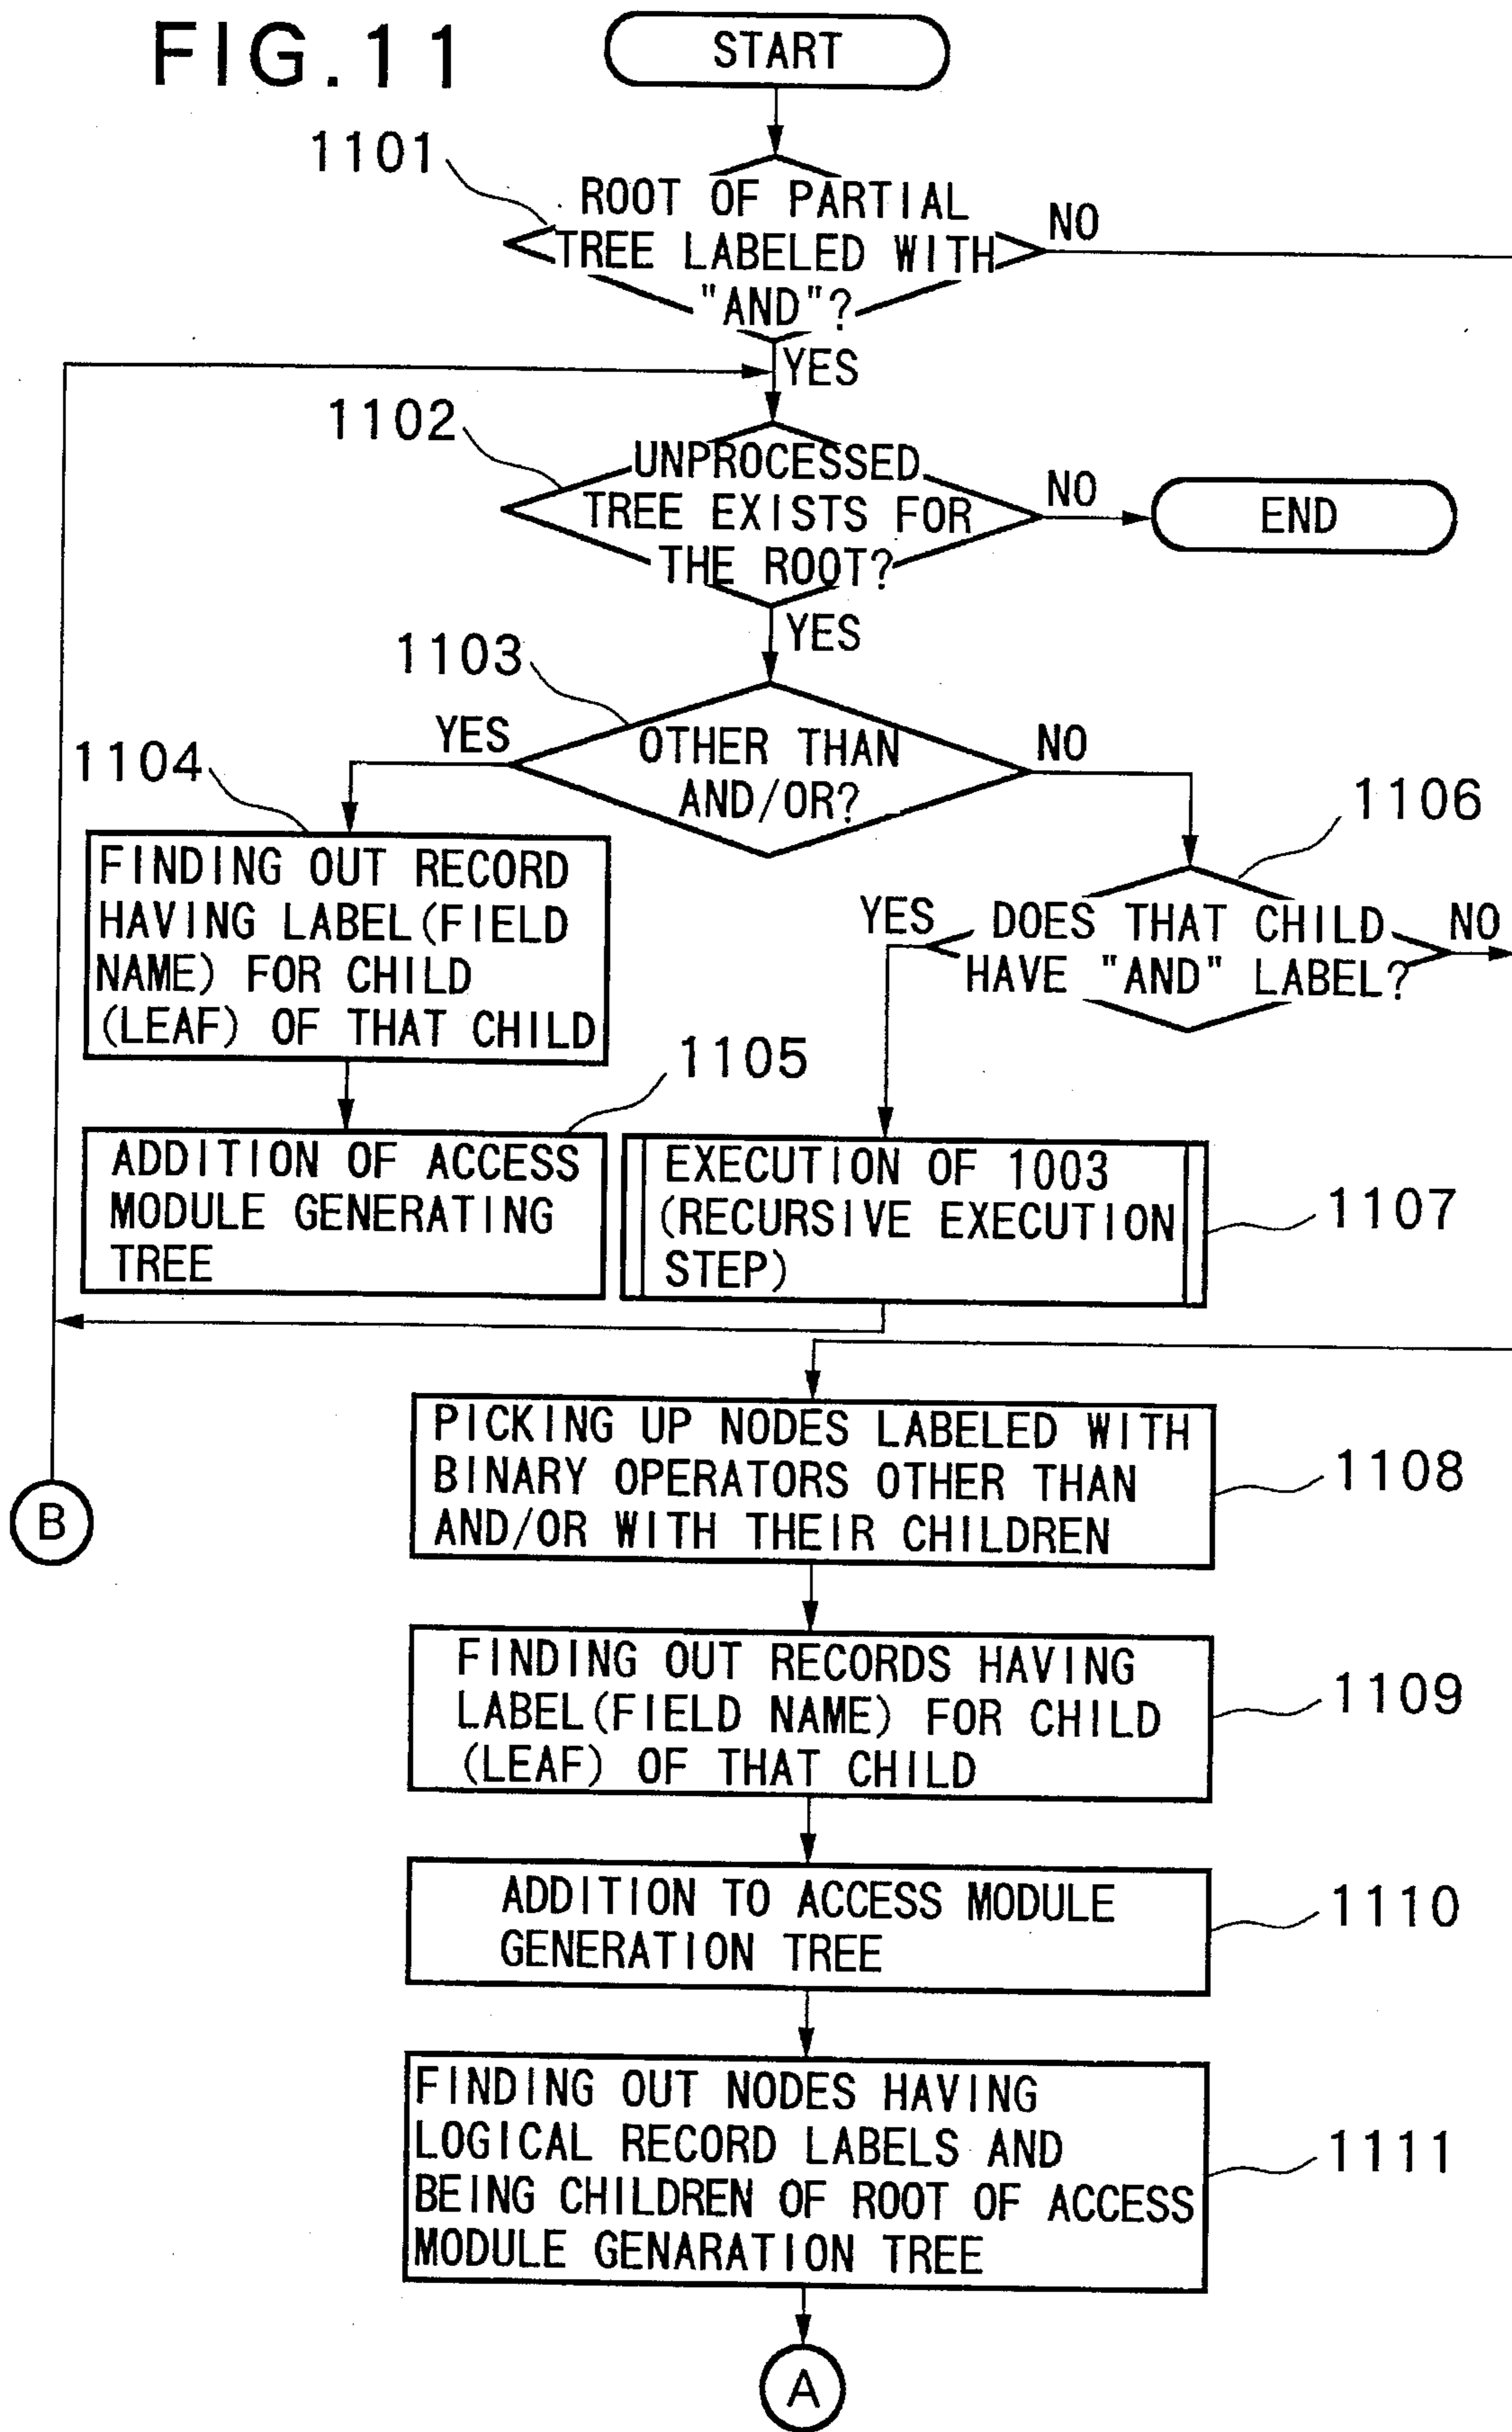 FIG.11
START
1101
ROOT OF PARTIAL
TREE LABELED WITH
"AND"?
NO
YES
1102
UNPROCESSED
TREE EXISTS FOR
THE ROOT?
NO
END
YES
1103
YES
OTHER THAN
AND/OR?
NO
1104
FINDING OUT RECORD
HAVING LABEL(FIELD
NAME) FOR CHILD
(LEAF) OF THAT CHILD
1106
YES
DOES THAT CHILD
HAVE "AND" LABEL?
NO
1105
ADDITION OF ACCESS
MODULE GENERATING
TREE
EXECUTION OF 1003
(RECURSIVE EXECUTION
STEP)
1107
PICKING UP NODES LABELED WITH
BINARY OPERATORS OTHER THAN
AND/OR WITH THEIR CHILDREN
1108
B
FINDING OUT RECORDS HAVING
LABEL(FIELD NAME) FOR CHILD
(LEAF) OF THAT CHILD
1109
ADDITION TO ACCESS MODULE
GENERATION TREE
1110
FINDING OUT NODES HAVING
LOGICAL RECORD LABELS AND
BEING CHILDREN OF ROOT OF ACCESS
MODULE GENARATION TREE
1111
A